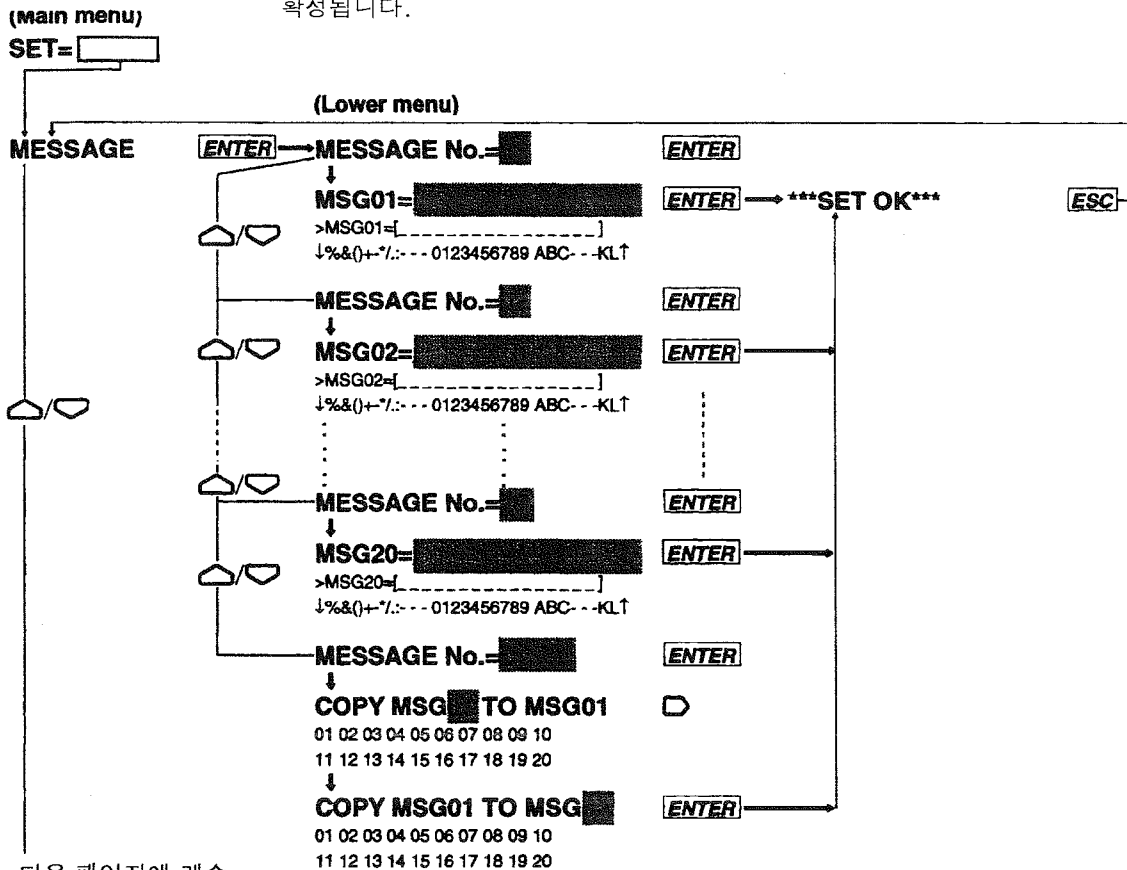 확정됩니다.
(Main menu)
SET=
(Lower menu)
MESSAGE ENTER MESSAGE No.= ENTER
MSG01= ENTER ***SET OK*** ESC
>MSG01=[_ _ _ _ _ _ _ _ _ _ _ _ _ _ _ _]
↓%&()+-*/.:- - - 0123456789 ABC- - -KL↑
MESSAGE No.= ENTER
MSG02= ENTER
>MSG02=[_ _ _ _ _ _ _ _ _ _ _ _ _ _ _ _]
↓%&()+-*/.:- - - 0123456789 ABC- - -KL↑
MESSAGE No.= ENTER
MSG20= ENTER
>MSG20=[_ _ _ _ _ _ _ _ _ _ _ _ _ _ _ _]
↓%&()+-*/.:- - - 0123456789 ABC- - -KL↑
MESSAGE No.= ENTER
COPY MSG TO MSG01
01 02 03 04 05 06 07 08 09 10
11 12 13 14 15 16 17 18 19 20
COPY MSG01 TO MSG ENTER
01 02 03 04 05 06 07 08 09 10
11 12 13 14 15 16 17 18 19 20
다음 페이지에 계속